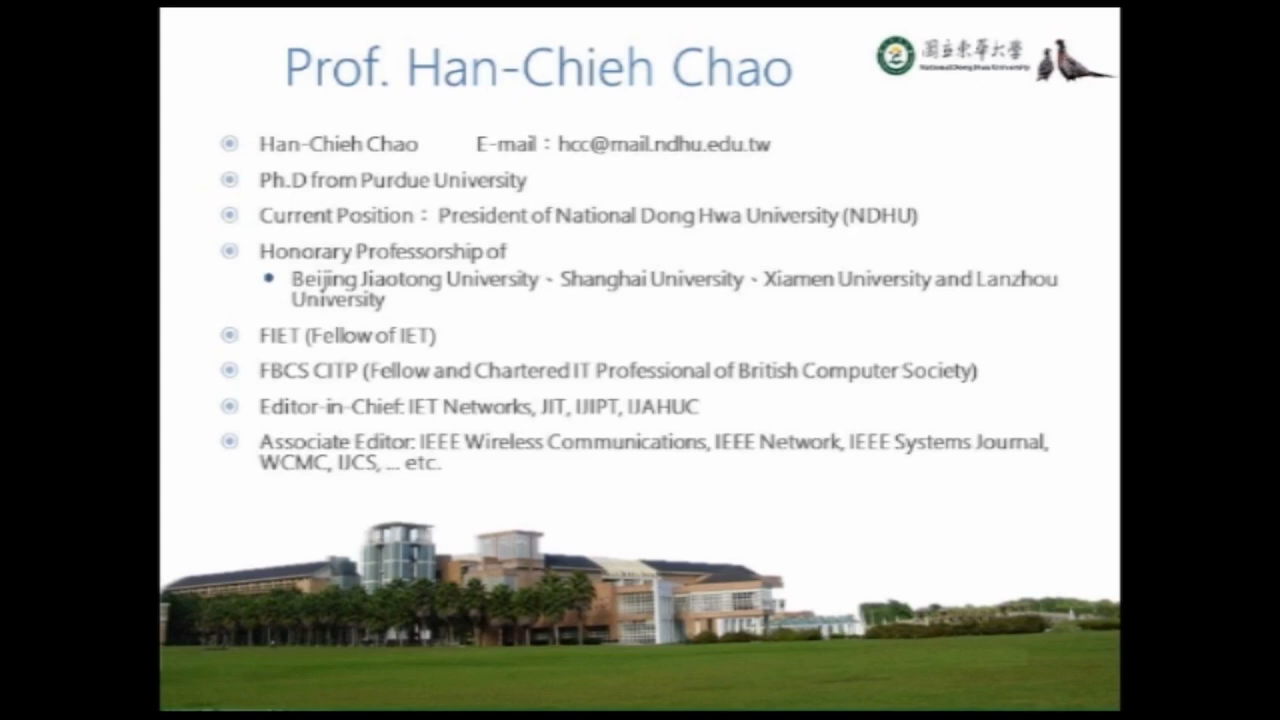 Prof. Han-Chieh Chao
國立東華大學
National Dong Hwa University
Han-Chieh Chao E-mail：hcc@mail.ndhu.edu.tw
Ph.D from Purdue University
Current Position： President of National Dong Hwa University (NDHU)
Honorary Professorship of
Beijing Jiaotong University、Shanghai University、Xiamen University and Lanzhou
University
FIET (Fellow of IET)
FBCS CITP (Fellow and Chartered IT Professional of British Computer Society)
Editor-in-Chief: IET Networks, JIT, IJIPT, IJAHUC
Associate Editor: IEEE Wireless Communications, IEEE Network, IEEE Systems Journal,
WCMC, IJCS, ... etc.